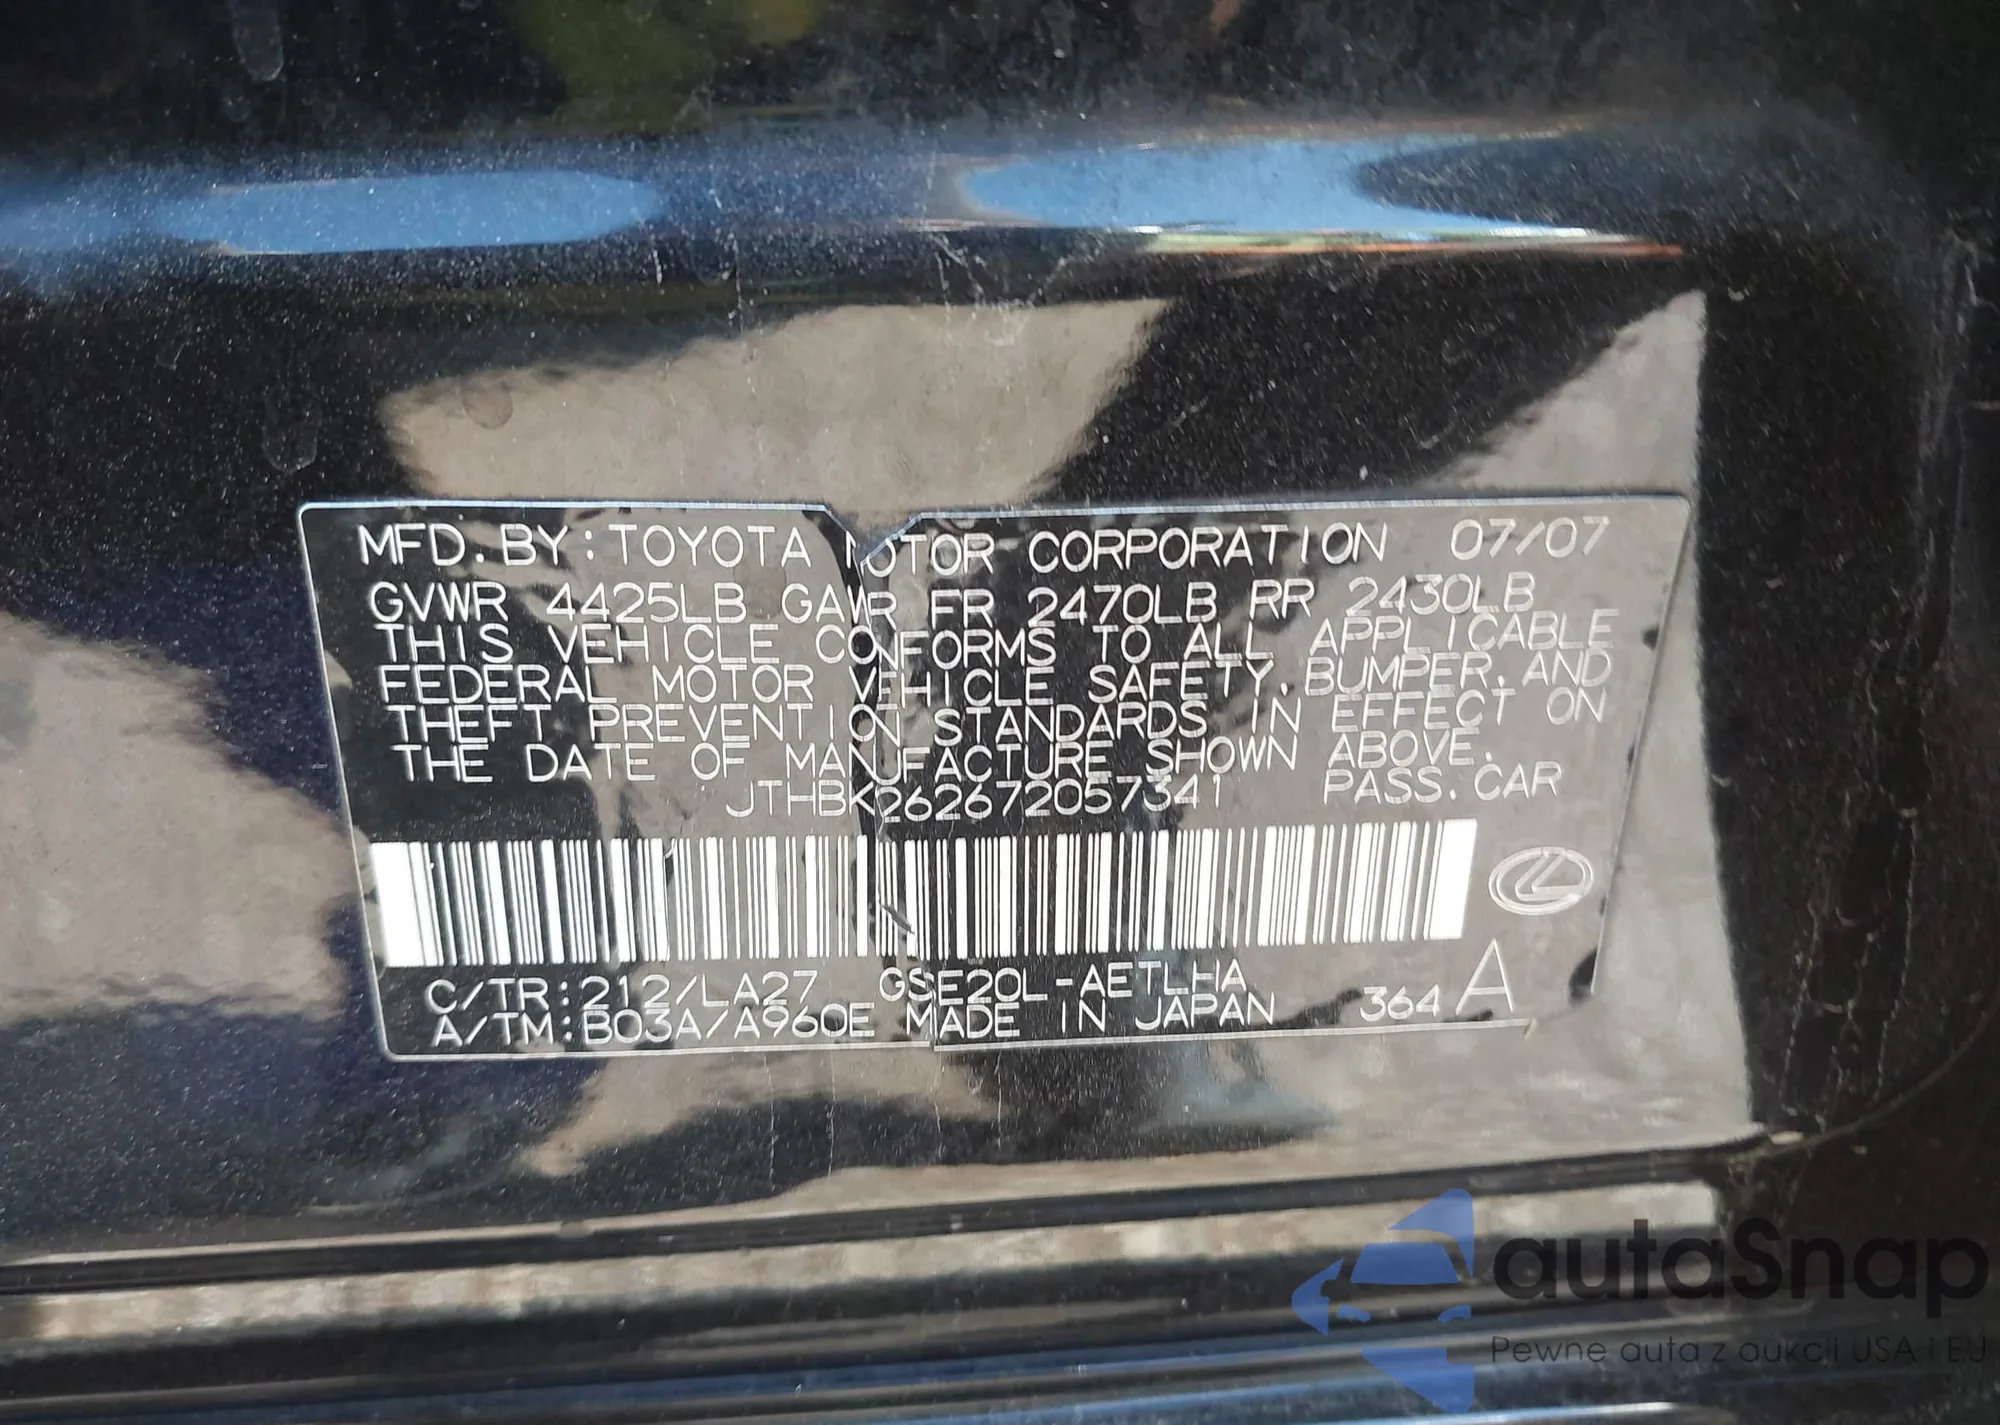 MFD. BY: TOYOTA MOTOR CORPORATION 07/07
GVWR 4425LB GAWR FR 2470LB RR 2430LB
THIS VEHICLE CONFORMS TO ALL APPLICABLE
FEDERAL MOTOR VEHICLE SAFETY, BUMPER, AND
THEFT PREVENTION STANDARDS IN EFFECT ON
THE DATE OF MANUFACTURE SHOWN ABOVE.
JTHBK262672057341 PASS. CAR
C/TR:212/LA27 GSE20L-AETLHA
A/TM:B03A/A960E MADE IN JAPAN 364 A
autaSnap
Pewne auta z aukcji USA i EU